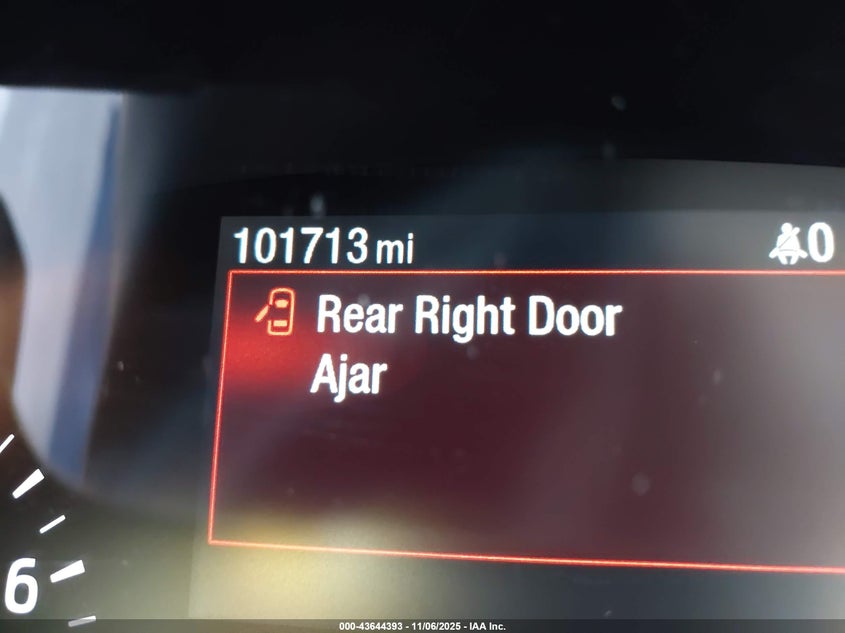 101713 mi 0
Rear Right Door
Ajar
6
000-43644393 - 11/06/2025 - IAA Inc.